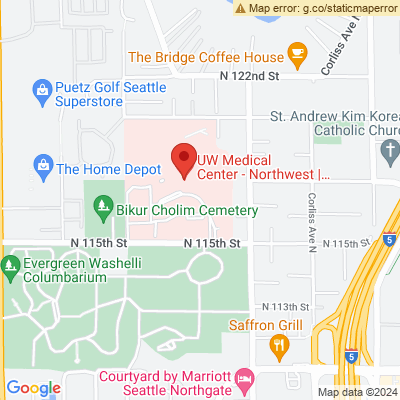 Map error: g.co/staticmaperror
The Bridge Coffee House
Corliss Ave N
N 122nd St
Puetz Golf Seattle
Superstore
St. Andrew Kim Korea
Catholic Churc
UW Medical
Center - Northwest |...
The Home Depot
Corliss Ave N
Bikur Cholim Cemetery
N 115th St
N 115th St
N 115th St
5
Evergreen Washelli
Columbarium
N 113th St
Saffron Grill
5
Courtyard by Marriott
Seattle Northgate
Google
Map data ©2024